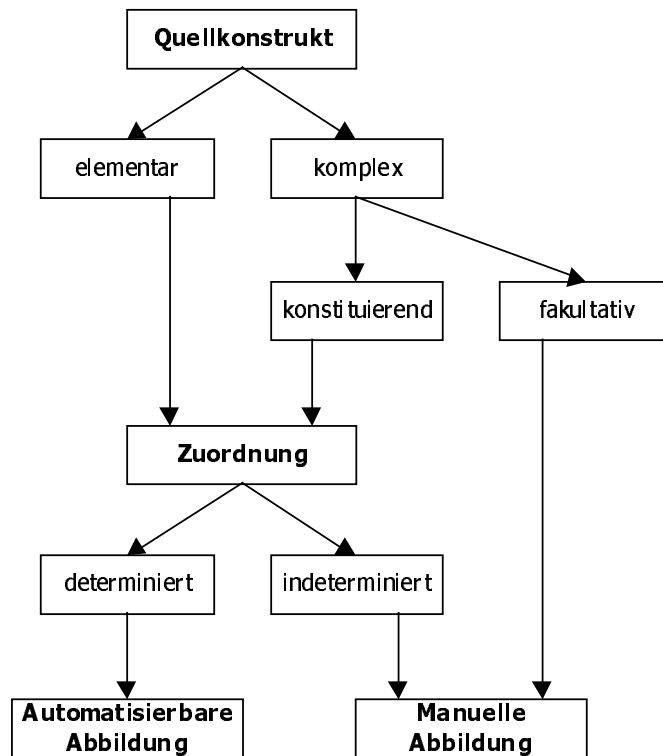 Quellkonstrukt
elementar
komplex
konstituierend
fakultativ
Zuordnung
determiniert
indeterminiert
Automatisierbare
Abbildung
Manuelle
Abbildung